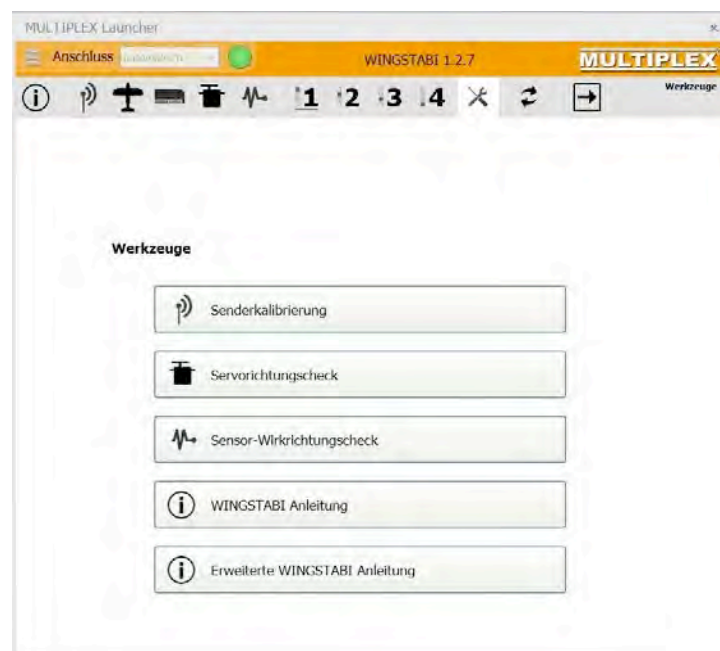 MULTIPLEX Launcher
Anschluss
WINGSTABI 1.2.7
MULTIPLEX
1 2 3 4
Werkzeuge
Werkzeuge
Senderkalibrierung
Servorichtungscheck
Sensor-Wirkrichtungscheck
WINGSTABI Anleitung
Erweiterte WINGSTABI Anleitung